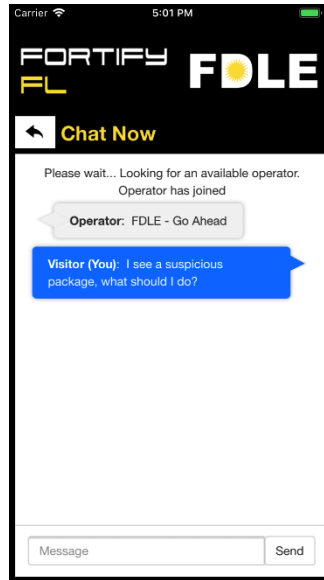 Carrier 5:01 PM
FORTIFY
FL
FDLE
Chat Now
Please wait... Looking for an available operator.
Operator has joined
Operator: FDLE - Go Ahead
Visitor (You): I see a suspicious
package, what should I do?
Message
Send